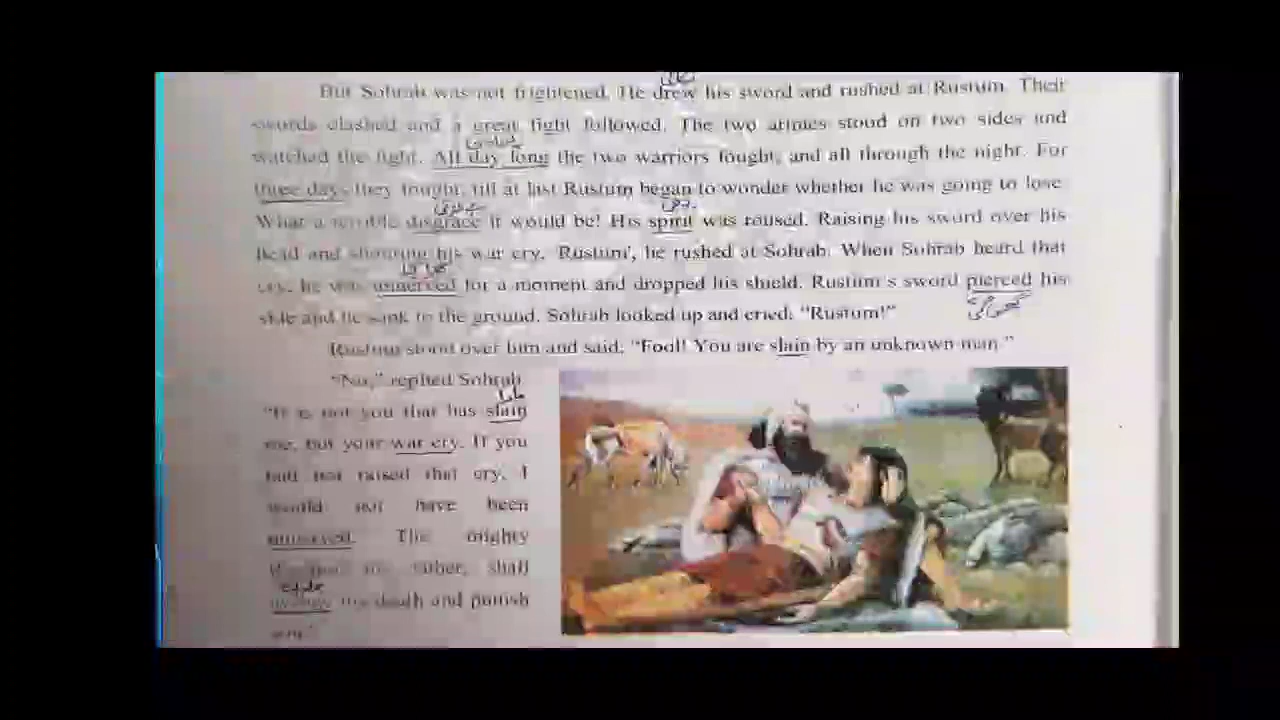 But Sohrab was not frightened. He drew his sword and rushed at Rustum. Their
swords clashed and a great fight followed. The two armies stood on two sides and
watched the fight. All day long the two warriors fought, and all through the night. For
three days they fought, till at last Rustum began to wonder whether he was going to lose.
What a terrible disgrace it would be! His spirit was roused. Raising his sword over his
head and shouting his war cry, 'Rustum', he rushed at Sohrab. When Sohrab heard that
cry, he was unnerved for a moment and dropped his shield. Rustum's sword pierced his
side and he sank to the ground. Sohrab looked up and cried, "Rustum!"
Rustum stood over him and said, "Fool! You are slain by an unknown man."
"No," replied Sohrab
"It is not you that has slain
me, but your war cry. If you
had not raised that cry, I
would not have been
unnerved. The mighty
Rustum, my father, shall
avenge my death and punish
you."